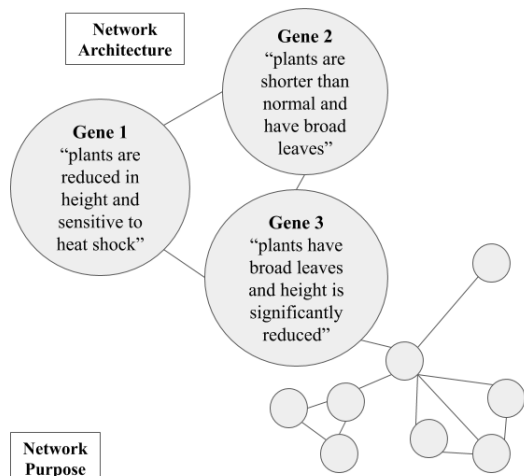 Network
Architecture
Gene 2
“plants are
shorter than
normal and
have broad
leaves”
Gene 1
“plants are
reduced in
height and
sensitive to
heat shock”
Gene 3
“plants have
broad leaves
and height is
significantly
reduced”
Network
Purpose